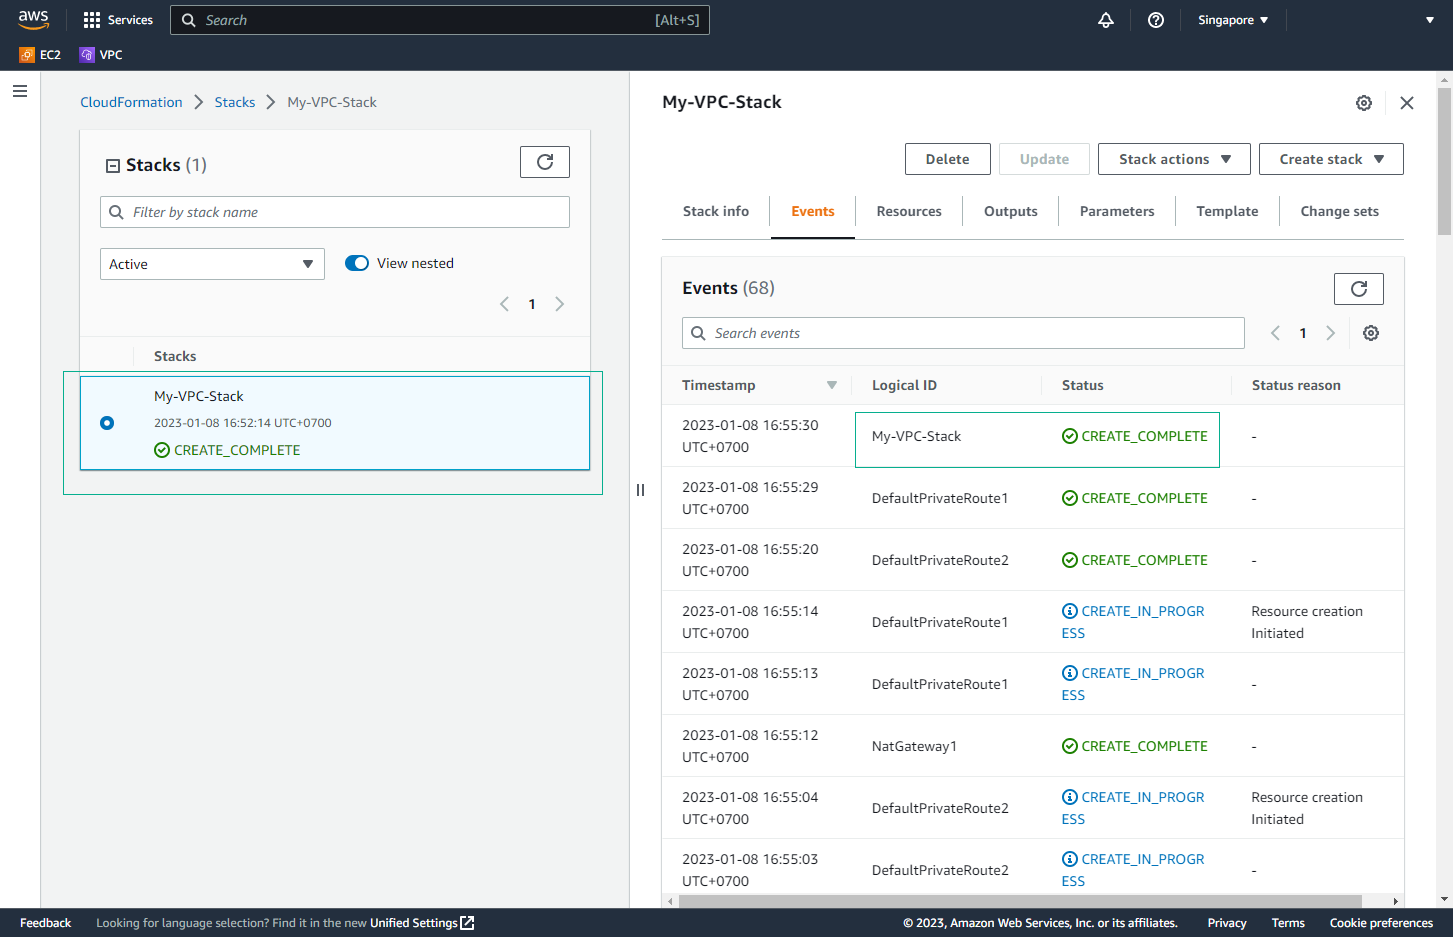 aws
Services
Search
[Alt+S]
Singapore
EC2
VPC
CloudFormation
Stacks
My-VPC-Stack
Stacks (1)
Filter by stack name
Active
View nested
1
Stacks
My-VPC-Stack
2023-01-08 16:52:14 UTC+0700
CREATE_COMPLETE
My-VPC-Stack
Delete
Update
Stack actions
Create stack
Stack info
Events
Resources
Outputs
Parameters
Template
Change sets
Events (68)
Search events
1
Timestamp
Logical ID
Status
Status reason
2023-01-08 16:55:30
UTC+0700
My-VPC-Stack
CREATE_COMPLETE
-
2023-01-08 16:55:29
UTC+0700
DefaultPrivateRoute1
CREATE_COMPLETE
-
2023-01-08 16:55:20
UTC+0700
DefaultPrivateRoute2
CREATE_COMPLETE
-
2023-01-08 16:55:14
UTC+0700
DefaultPrivateRoute1
CREATE_IN_PROGR
ESS
Resource creation
Initiated
2023-01-08 16:55:13
UTC+0700
DefaultPrivateRoute1
CREATE_IN_PROGR
ESS
-
2023-01-08 16:55:12
UTC+0700
NatGateway1
CREATE_COMPLETE
-
2023-01-08 16:55:04
UTC+0700
DefaultPrivateRoute2
CREATE_IN_PROGR
ESS
Resource creation
Initiated
2023-01-08 16:55:03
UTC+0700
DefaultPrivateRoute2
CREATE_IN_PROGR
ESS
-
Feedback
Looking for language selection? Find it in the new Unified Settings
© 2023, Amazon Web Services, Inc. or its affiliates.
Privacy
Terms
Cookie preferences